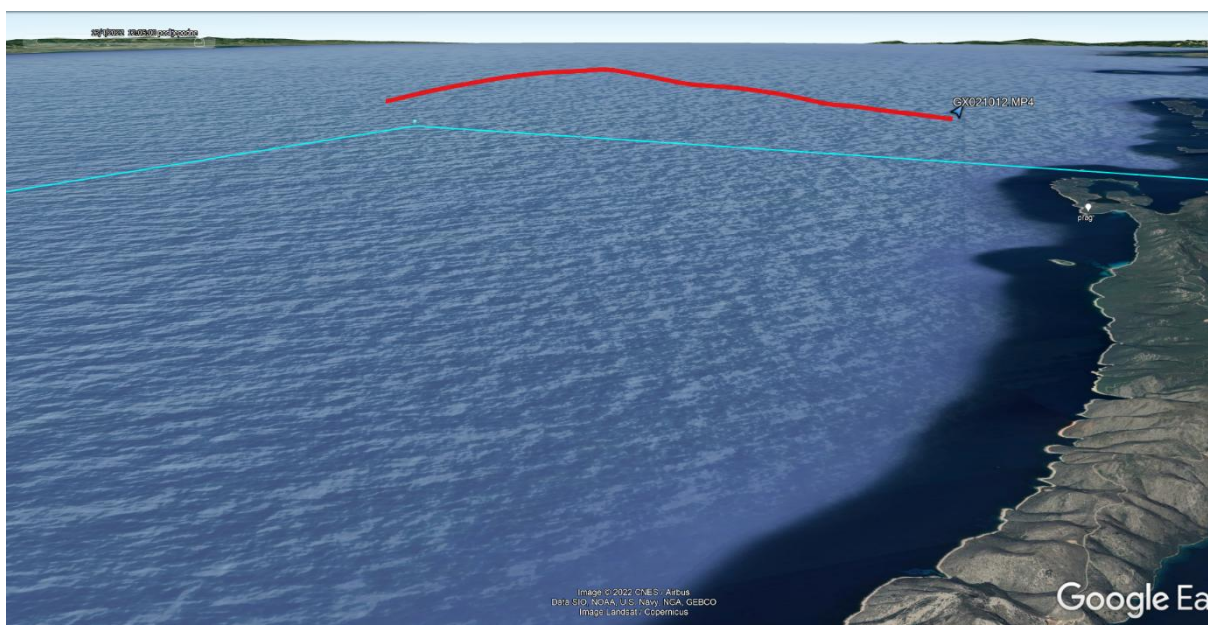 GX021012.MP4
prag
Image © 2022 CNES / Airbus
Data SIO, NOAA, U.S. Navy, NGA, GEBCO
Image Landsat / Copernicus
Google Ea